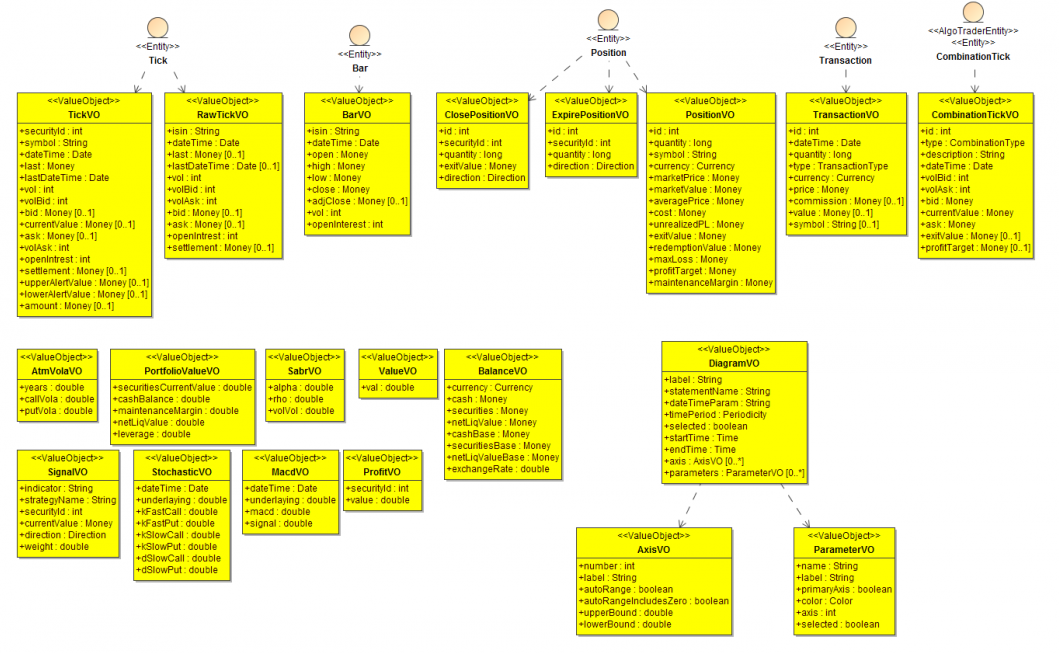 <<Entity>>
Tick
<<Entity>>
Bar
<<Entity>>
Position
<<Entity>>
Transaction
<<AlgoTraderEntity>>
<<Entity>>
CombinationTick
<<ValueObject>>
TickVO
+securityId : int
+symbol : String
+dateTime : Date
+last : Money
+lastDateTime : Date
+vol : int
+volBid : int
+bid : Money [0..1]
+currentValue : Money [0..1]
+ask : Money [0..1]
+volAsk : int
+openIntrest : int
+settlement : Money [0..1]
+upperAlertValue : Money [0..1]
+lowerAlertValue : Money [0..1]
+amount : Money [0..1]
<<ValueObject>>
RawTickVO
+isin : String
+dateTime : Date
+last : Money [0..1]
+lastDateTime : Date [0..1]
+vol : int
+volBid : int
+volAsk : int
+bid : Money [0..1]
+ask : Money [0..1]
+openIntrest : int
+settlement : Money [0..1]
<<ValueObject>>
BarVO
+isin : String
+dateTime : Date
+open : Money
+high : Money
+low : Money
+close : Money
+adjClose : Money [0..1]
+vol : int
+openInterest : int
<<ValueObject>>
ClosePositionVO
+id : int
+securityId : int
+quantity : long
+exitValue : Money
+direction : Direction
<<ValueObject>>
ExpirePositionVO
+id : int
+securityId : int
+quantity : long
+direction : Direction
<<ValueObject>>
PositionVO
+id : int
+quantity : long
+symbol : String
+currency : Currency
+marketPrice : Money
+marketValue : Money
+averagePrice : Money
+cost : Money
+unrealizedPL : Money
+exitValue : Money
+redemptionValue : Money
+maxLoss : Money
+profitTarget : Money
+maintenanceMargin : Money
<<ValueObject>>
TransactionVO
+id : int
+dateTime : Date
+quantity : long
+type : TransactionType
+currency : Currency
+price : Money
+commission : Money [0..1]
+value : Money [0..1]
+symbol : String [0..1]
<<ValueObject>>
CombinationTickVO
+id : int
+type : CombinationType
+description : String
+dateTime : Date
+volBid : int
+volAsk : int
+bid : Money
+currentValue : Money
+ask : Money
+exitValue : Money [0..1]
+profitTarget : Money [0..1]
<<ValueObject>>
AtmVolaVO
+years : double
+callVola : double
+putVola : double
<<ValueObject>>
PortfolioValueVO
+securitiesCurrentValue : double
+cashBalance : double
+maintenanceMargin : double
+netLiqValue : double
+leverage : double
<<ValueObject>>
SabrVO
+alpha : double
+rho : double
+volVol : double
<<ValueObject>>
ValueVO
+val : double
<<ValueObject>>
BalanceVO
+currency : Currency
+cash : Money
+securities : Money
+netLiqValue : Money
+cashBase : Money
+securitiesBase : Money
+netLiqValueBase : Money
+exchangeRate : double
<<ValueObject>>
DiagramVO
+label : String
+statementName : String
+dateTimeParam : String
+timePeriod : Periodicity
+selected : boolean
+startTime : Time
+endTime : Time
+axis : AxisVO [0..*]
+parameters : ParameterVO [0..*]
<<ValueObject>>
SignalVO
+indicator : String
+strategyName : String
+securityId : int
+currentValue : Money
+direction : Direction
+weight : double
<<ValueObject>>
StochasticVO
+dateTime : Date
+underlaying : double
+kFastCall : double
+kFastPut : double
+kSlowCall : double
+kSlowPut : double
+dSlowCall : double
+dSlowPut : double
<<ValueObject>>
MacdVO
+dateTime : Date
+underlaying : double
+macd : double
+signal : double
<<ValueObject>>
ProfitVO
+securityId : int
+value : double
<<ValueObject>>
AxisVO
+number : int
+label : String
+autoRange : boolean
+autoRangeIncludesZero : boolean
+upperBound : double
+lowerBound : double
<<ValueObject>>
ParameterVO
+name : String
+label : String
+primaryAxis : boolean
+color : Color
+axis : int
+selected : boolean